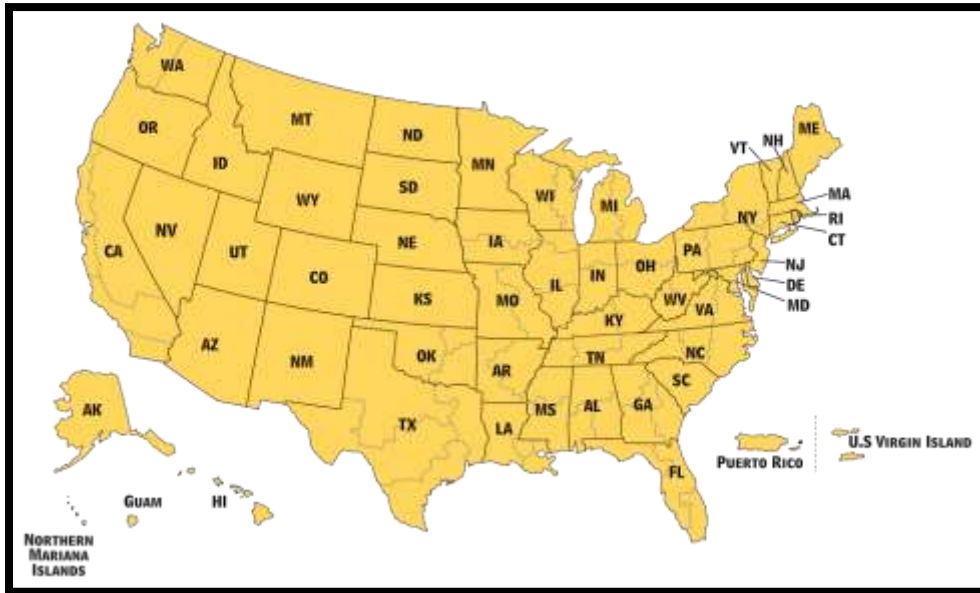 WA
MT
ND
ME
OR
MN
VT
NH
ID
SD
WI
MA
WY
MI
NY
RI
NV
NE
IA
CT
CA
UT
PA
CO
IL
IN
OH
NJ
KS
MO
WV
DE
VA
MD
KY
AZ
NM
OK
AR
TN
NC
SC
AK
TX
LA
MS
AL
GA
U.S VIRGIN ISLAND
PUERTO RICO
FL
GUAM
HI
NORTHERN
MARIANA
ISLANDS